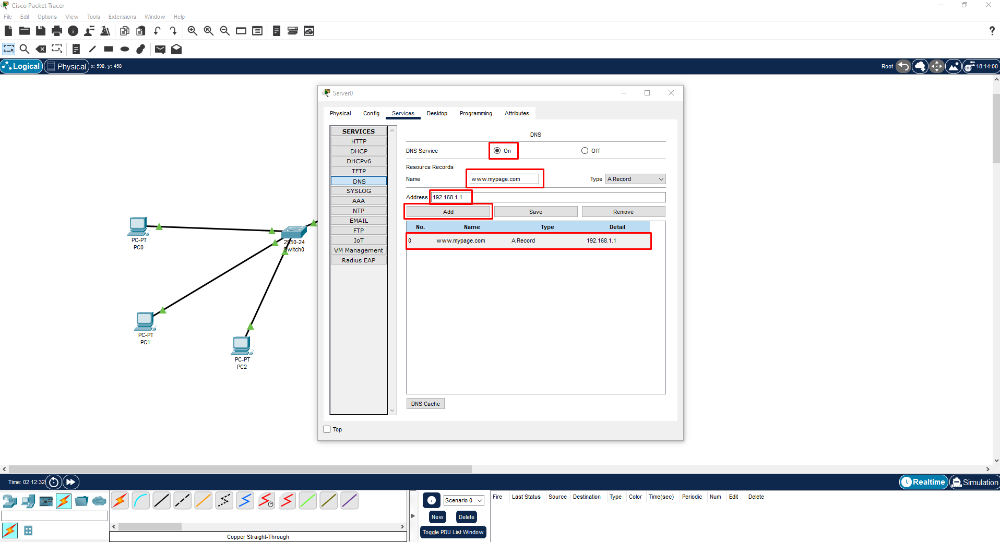 Cisco Packet Tracer
File Edit Options View Tools Extensions Window Help
?
Logical Physical x: 598, y: 458 Root 18:14:00
Server0
Physical Config Services Desktop Programming Attributes
SERVICES
HTTP
DHCP
DHCPv6
TFTP
DNS
SYSLOG
AAA
NTP
EMAIL
FTP
IoT
VM Management
Radius EAP
DNS
DNS Service On Off
Resource Records
Name www.mypage.com Type A Record
Address 192.168.1.1
Add Save Remove
No. Name Type Detail
0 www.mypage.com A Record 192.168.1.1
DNS Cache
Top
PC-PT
PC0
2950-24
Switch0
PC-PT
PC1
PC-PT
PC2
Time: 02:12:32 Realtime Simulation
Scenario 0
New Delete
Toggle PDU List Window
Fire Last Status Source Destination Type Color Time(sec) Periodic Num Edit Delete
Copper Straight-Through